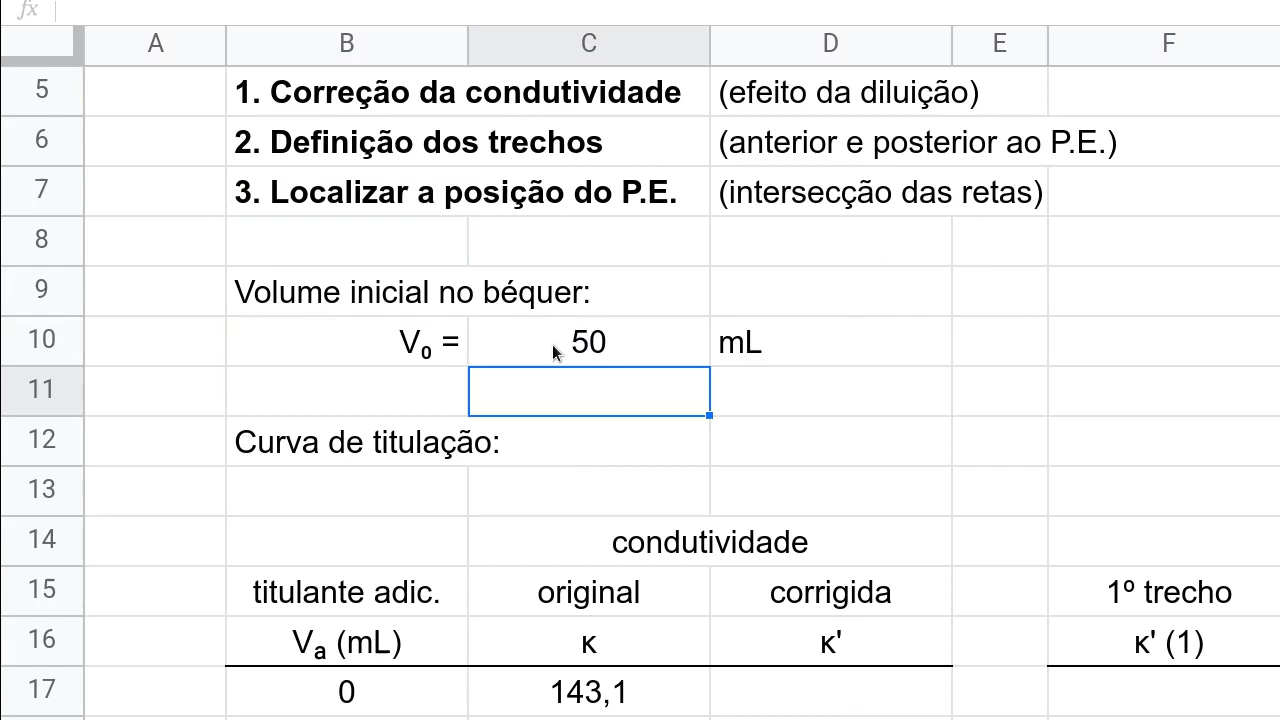 fx
A B C D E F
5 1. Correção da condutividade (efeito da diluição)
6 2. Definição dos trechos (anterior e posterior ao P.E.)
7 3. Localizar a posição do P.E. (intersecção das retas)
8
9 Volume inicial no béquer:
10 V₀ = 50 mL
11
12 Curva de titulação:
13
14 condutividade
15 titulante adic. original corrigida 1º trecho
16 Vₐ (mL) κ κ' κ' (1)
17 0 143,1